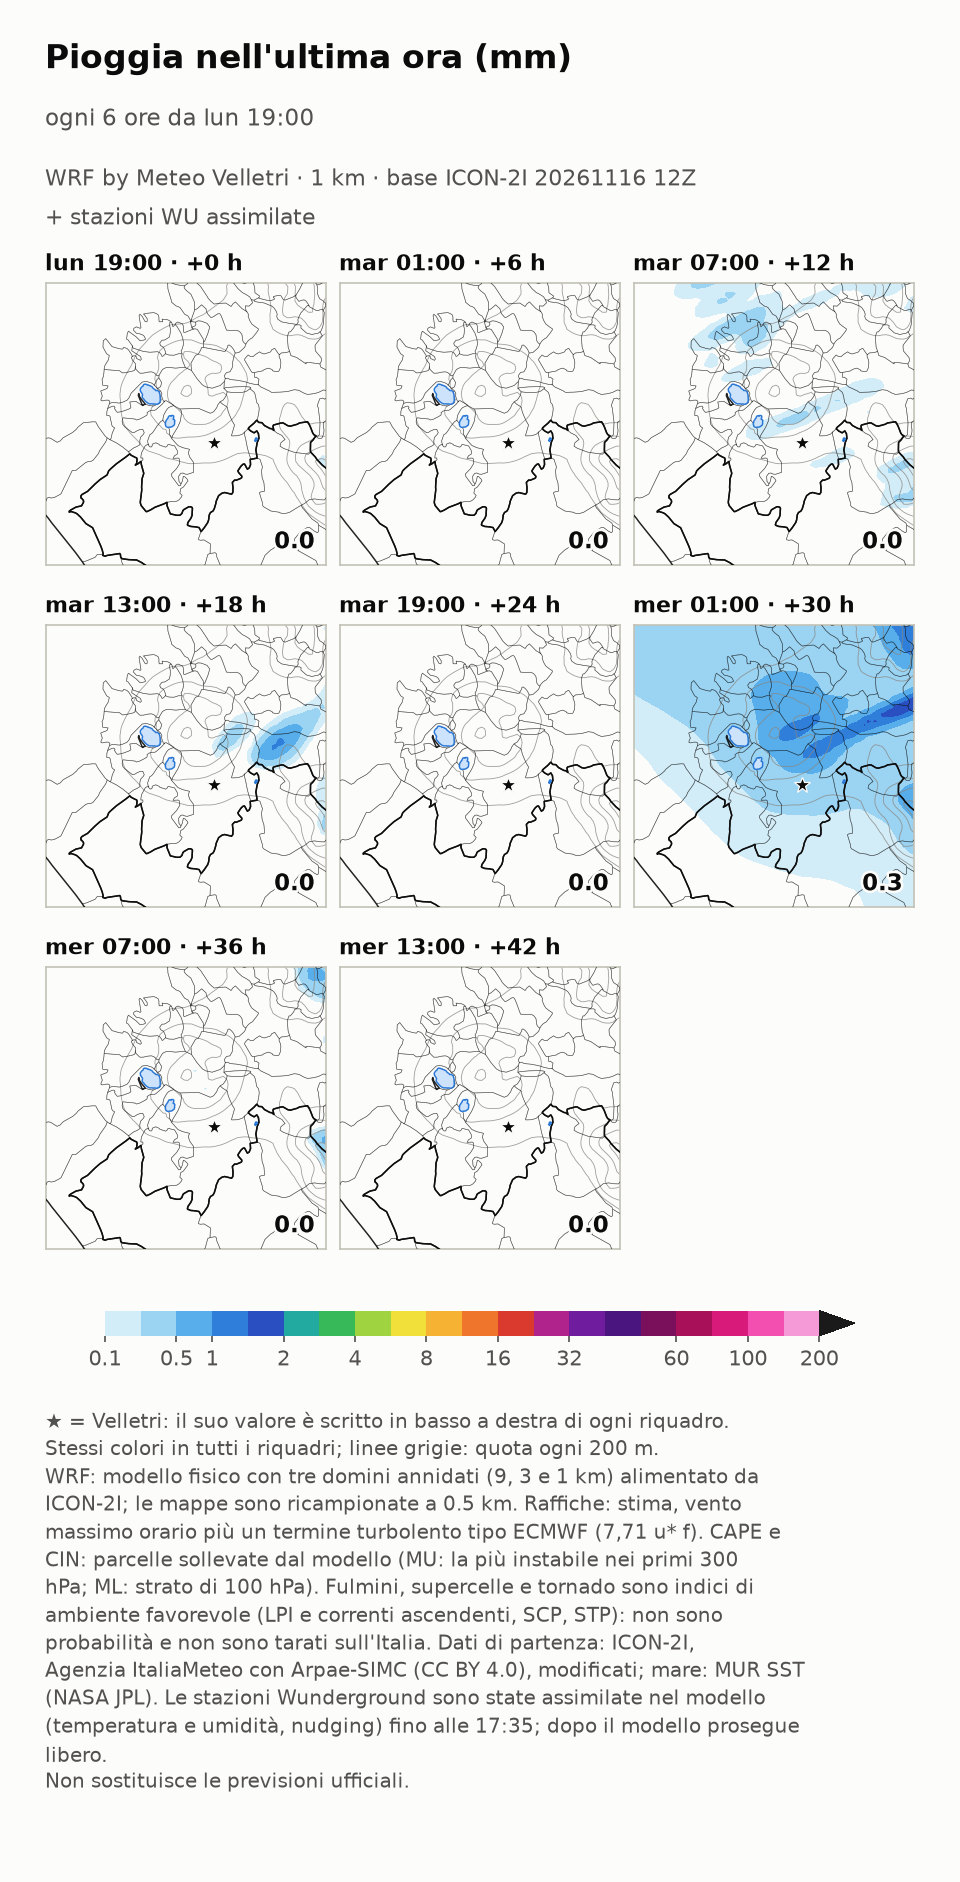 Pioggia nell'ultima ora (mm)
ogni 6 ore da lun 19:00
WRF by Meteo Velletri · 1 km · base ICON-2I 20261116 12Z
+ stazioni WU assimilate
lun 19:00 · +0 h
mar 01:00 · +6 h
mar 07:00 · +12 h
0.0
0.0
0.0
mar 13:00 · +18 h
mar 19:00 · +24 h
mer 01:00 · +30 h
0.0
0.0
0.3
mer 07:00 · +36 h
mer 13:00 · +42 h
0.0
0.0
0.1 0.5 1 2 4 8 16 32 60 100 200
★ = Velletri: il suo valore è scritto in basso a destra di ogni riquadro.
Stessi colori in tutti i riquadri; linee grigie: quota ogni 200 m.
WRF: modello fisico con tre domini annidati (9, 3 e 1 km) alimentato da
ICON-2I; le mappe sono ricampionate a 0.5 km. Raffiche: stima, vento
massimo orario più un termine turbolento tipo ECMWF (7,71 u* f). CAPE e
CIN: parcelle sollevate dal modello (MU: la più instabile nei primi 300
hPa; ML: strato di 100 hPa). Fulmini, supercelle e tornado sono indici di
ambiente favorevole (LPI e correnti ascendenti, SCP, STP): non sono
probabilità e non sono tarati sull'Italia. Dati di partenza: ICON-2I,
Agenzia ItaliaMeteo con Arpae-SIMC (CC BY 4.0), modificati; mare: MUR SST
(NASA JPL). Le stazioni Wunderground sono state assimilate nel modello
(temperatura e umidità, nudging) fino alle 17:35; dopo il modello prosegue
libero.
Non sostituisce le previsioni ufficiali.